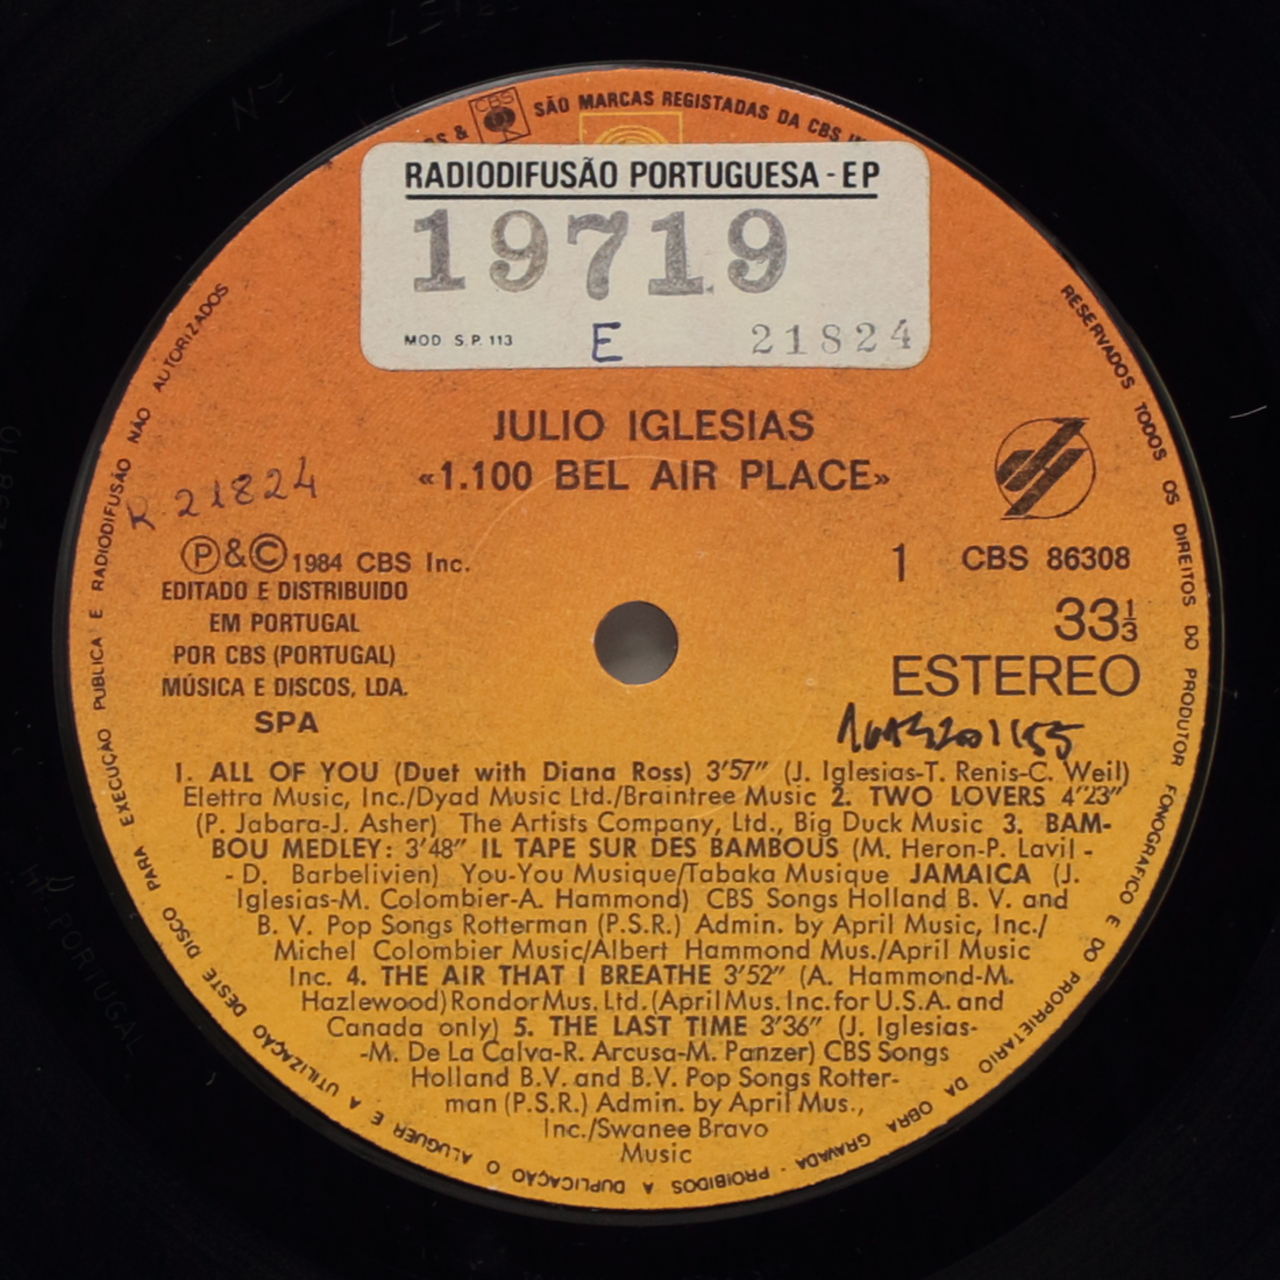 & CBS SÃO MARCAS REGISTADAS DA CBS
RADIODIFUSÃO PORTUGUESA - EP
19719
MOD S.P. 113 E 21824
JULIO IGLESIAS
«1.100 BEL AIR PLACE»
R 21824
Ⓟ&© 1984 CBS Inc.
EDITADO E DISTRIBUIDO
EM PORTUGAL
POR CBS (PORTUGAL)
MÚSICA E DISCOS, LDA.
SPA
1 CBS 86308
33⅓
ESTEREO
1. ALL OF YOU (Duet with Diana Ross) 3′57″ (J. Iglesias-T. Renis-C. Weil)
Elettra Music, Inc./Dyad Music Ltd./Braintree Music 2. TWO LOVERS 4″23″
(P. Jabara-J. Asher) The Artists Company, Ltd., Big Duck Music 3. BAM-
BOU MEDLEY: 3′48″ IL TAPE SUR DES BAMBOUS (M. Heron-P. Lavil -
- D. Barbelivien) You-You Musique/Tabaka Musique JAMAICA (J.
Iglesias-M. Colombier-A. Hammond) CBS Songs Holland B. V. and
B. V. Pop Songs Rotterman (P.S.R.) Admin. by April Music, Inc./
Michel Colombier Music/Albert Hammond Mus./April Music
Inc. 4. THE AIR THAT I BREATHE 3′52″ (A. Hammond-M.
Hazlewood) Rondor Mus. Ltd. (April Mus. Inc. for U.S.A. and
Canada only) 5. THE LAST TIME 3′36″ (J. Iglesias-
-M. De La Calva-R. Arcusa-M. Panzer) CBS Songs
Holland B.V. and B.V. Pop Songs Rotter-
man (P.S.R.) Admin. by April Mus.,
Inc./Swanee Bravo
Music
RESERVADOS TODOS OS DIREITOS DO PRODUTOR FONOGRAFICO E DO PROPRIETARIO DA OBRA GRAVADA - PROIBIDOS A DUPLICAÇÃO O ALUGUER E A UTILIZAÇÃO DESTE DISCO PARA EXECUÇÃO PUBLICA E RADIODIFUSÃO NÃO AUTORIZADOS